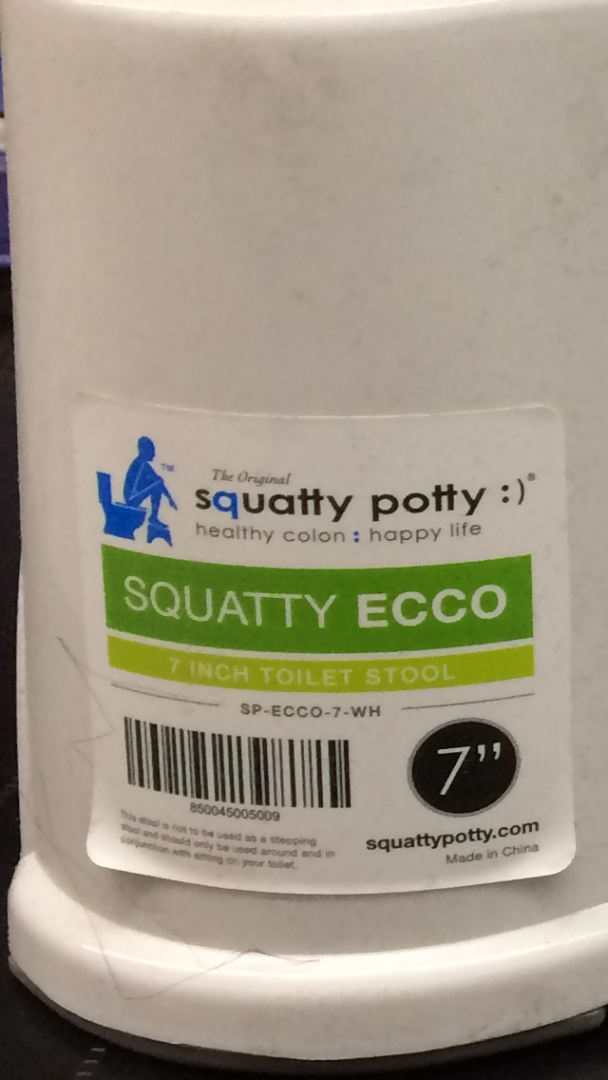 The Original
squatty potty :)®
healthy colon : happy life
TM
SQUATTY ECCO
7 INCH TOILET STOOL
SP-ECCO-7-WH
7”
850045005009
This stool is not to be used as a stepping
stool and should only be used around and in
conjunction with sitting on your toilet.
squattypotty.com
Made in China